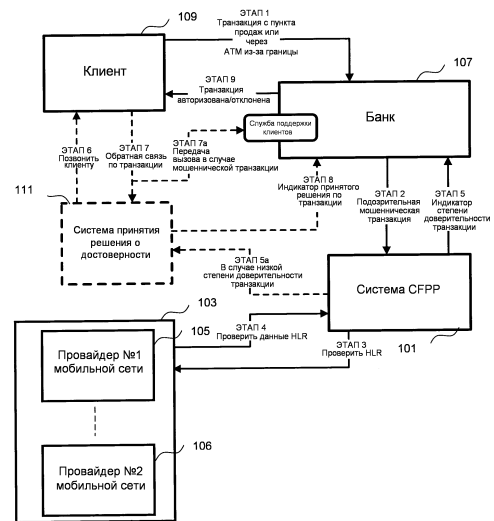 ЭТАП 1
Транзакция с пункта
продаж или
через
АТМ из-за границы
109
Клиент
107
Банк
ЭТАП 9
Транзакция
авторизована/отклонена
Служба поддержки
клиентов
ЭТАП 6
Позвонить
клиенту
ЭТАП 7
Обратная связь
по транзакции
ЭТАП 7a
Передача
вызова в случае
мошеннической транзакции
ЭТАП 8
Индикатор принятого
решения по
транзакции
ЭТАП 2
Подозрительная
мошенническая
транзакция
ЭТАП 5
Индикатор
степени
доверительности
транзакции
111
Система принятия
решения о
достоверности
ЭТАП 5a
В случае низкой
степени доверительности
транзакции
Система CFPP
101
103
105
Провайдер №1
мобильной сети
ЭТАП 4
Проверить данные HLR
ЭТАП 3
Проверить HLR
Провайдер №2
мобильной сети
106